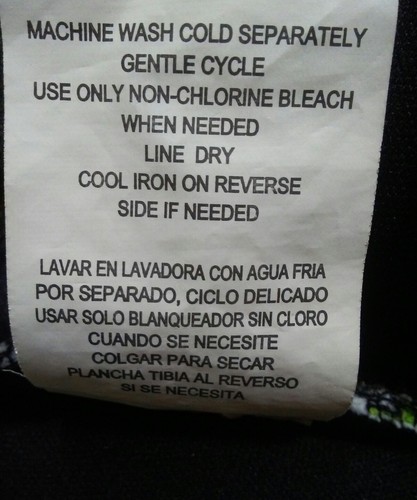 MACHINE WASH COLD SEPARATELY
GENTLE CYCLE
USE ONLY NON-CHLORINE BLEACH
WHEN NEEDED
LINE DRY
COOL IRON ON REVERSE
SIDE IF NEEDED
LAVAR EN LAVADORA CON AGUA FRIA
POR SEPARADO, CICLO DELICADO
USAR SOLO BLANQUEADOR SIN CLORO
CUANDO SE NECESITE
COLGAR PARA SECAR
PLANCHA TIBIA AL REVERSO
SI SE NECESITA